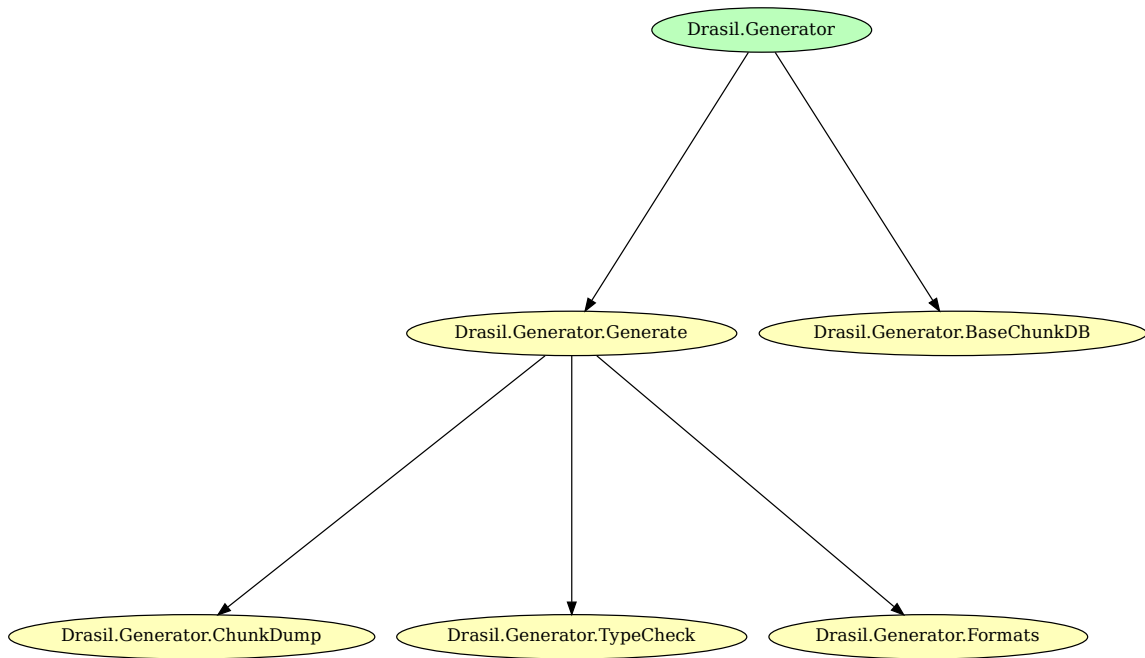 Drasil.Generator
Drasil.Generator.Generate
Drasil.Generator.BaseChunkDB
Drasil.Generator.ChunkDump
Drasil.Generator.TypeCheck
Drasil.Generator.Formats